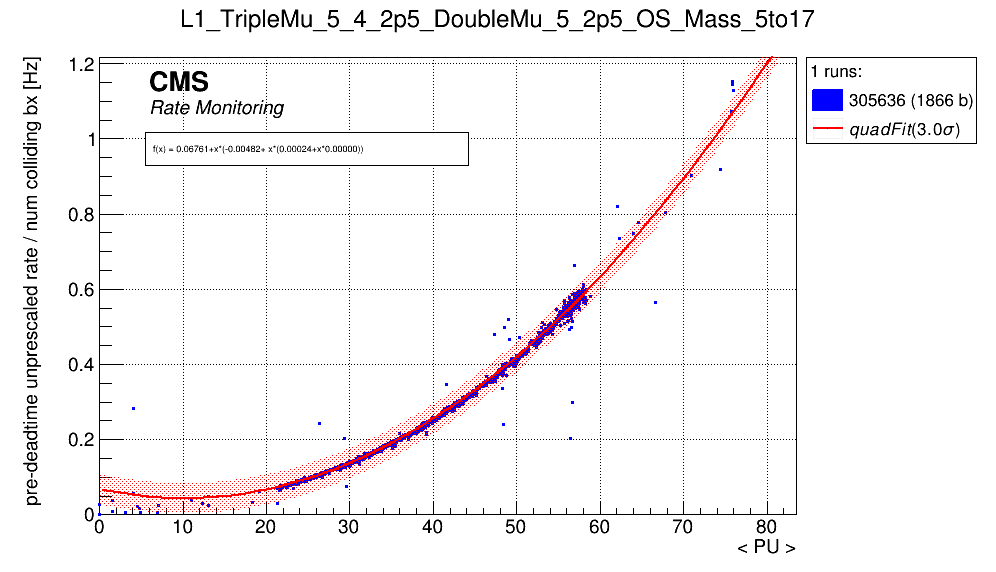 L1_TripleMu_5_4_2p5_DoubleMu_5_2p5_OS_Mass_5to17
pre-deadtime unprescaled rate / num colliding bx [Hz]
CMS
Rate Monitoring
f(x) = 0.06761+x*(-0.00482+ x*(0.00024+x*0.00000))
1 runs:
305636 (1866 b)
quadFit(3.0σ)
1.2
1
0.8
0.6
0.4
0.2
0
0 10 20 30 40 50 60 70 80
< PU >